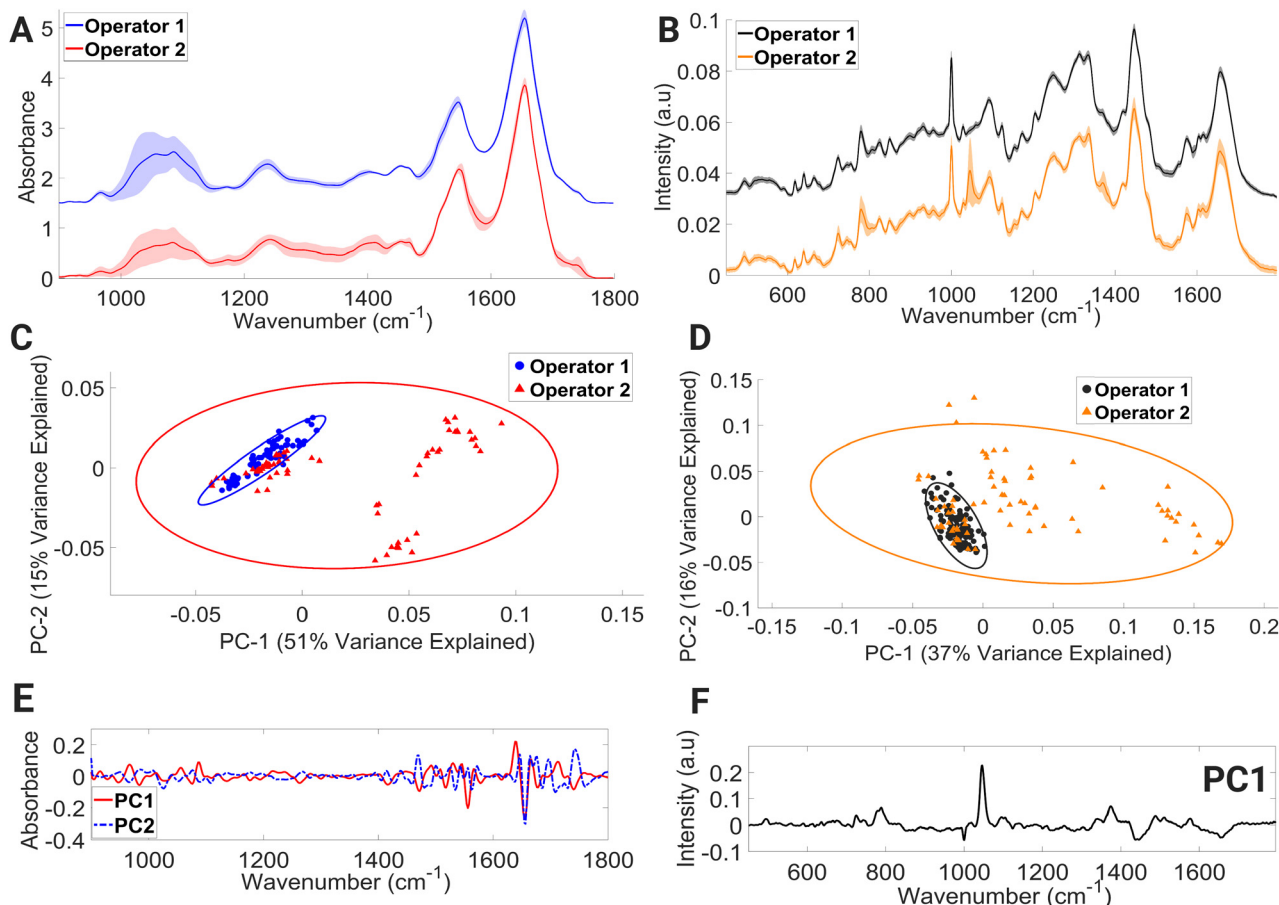 A
Operator 1
Operator 2
Absorbance
5
4
3
2
1
0
1000 1200 1400 1600 1800
Wavenumber (cm⁻¹)
B
Operator 1
Operator 2
Intensity (a.u)
0.1
0.08
0.06
0.04
0.02
0
600 800 1000 1200 1400 1600
Wavenumber (cm⁻¹)
C
Operator 1
Operator 2
PC-2 (15% Variance Explained)
0.05
0
-0.05
-0.05 0 0.05 0.1 0.15
PC-1 (51% Variance Explained)
D
Operator 1
Operator 2
PC-2 (16% Variance Explained)
0.15
0.1
0.05
0
-0.05
-0.1
-0.15 -0.1 -0.05 0 0.05 0.1 0.15 0.2
PC-1 (37% Variance Explained)
E
Absorbance
0.2
0
-0.2
-0.4
PC1
PC2
1000 1200 1400 1600 1800
Wavenumber (cm⁻¹)
F
Intensity (a.u)
0.2
0.1
0
-0.1
PC1
600 800 1000 1200 1400 1600
Wavenumber (cm⁻¹)